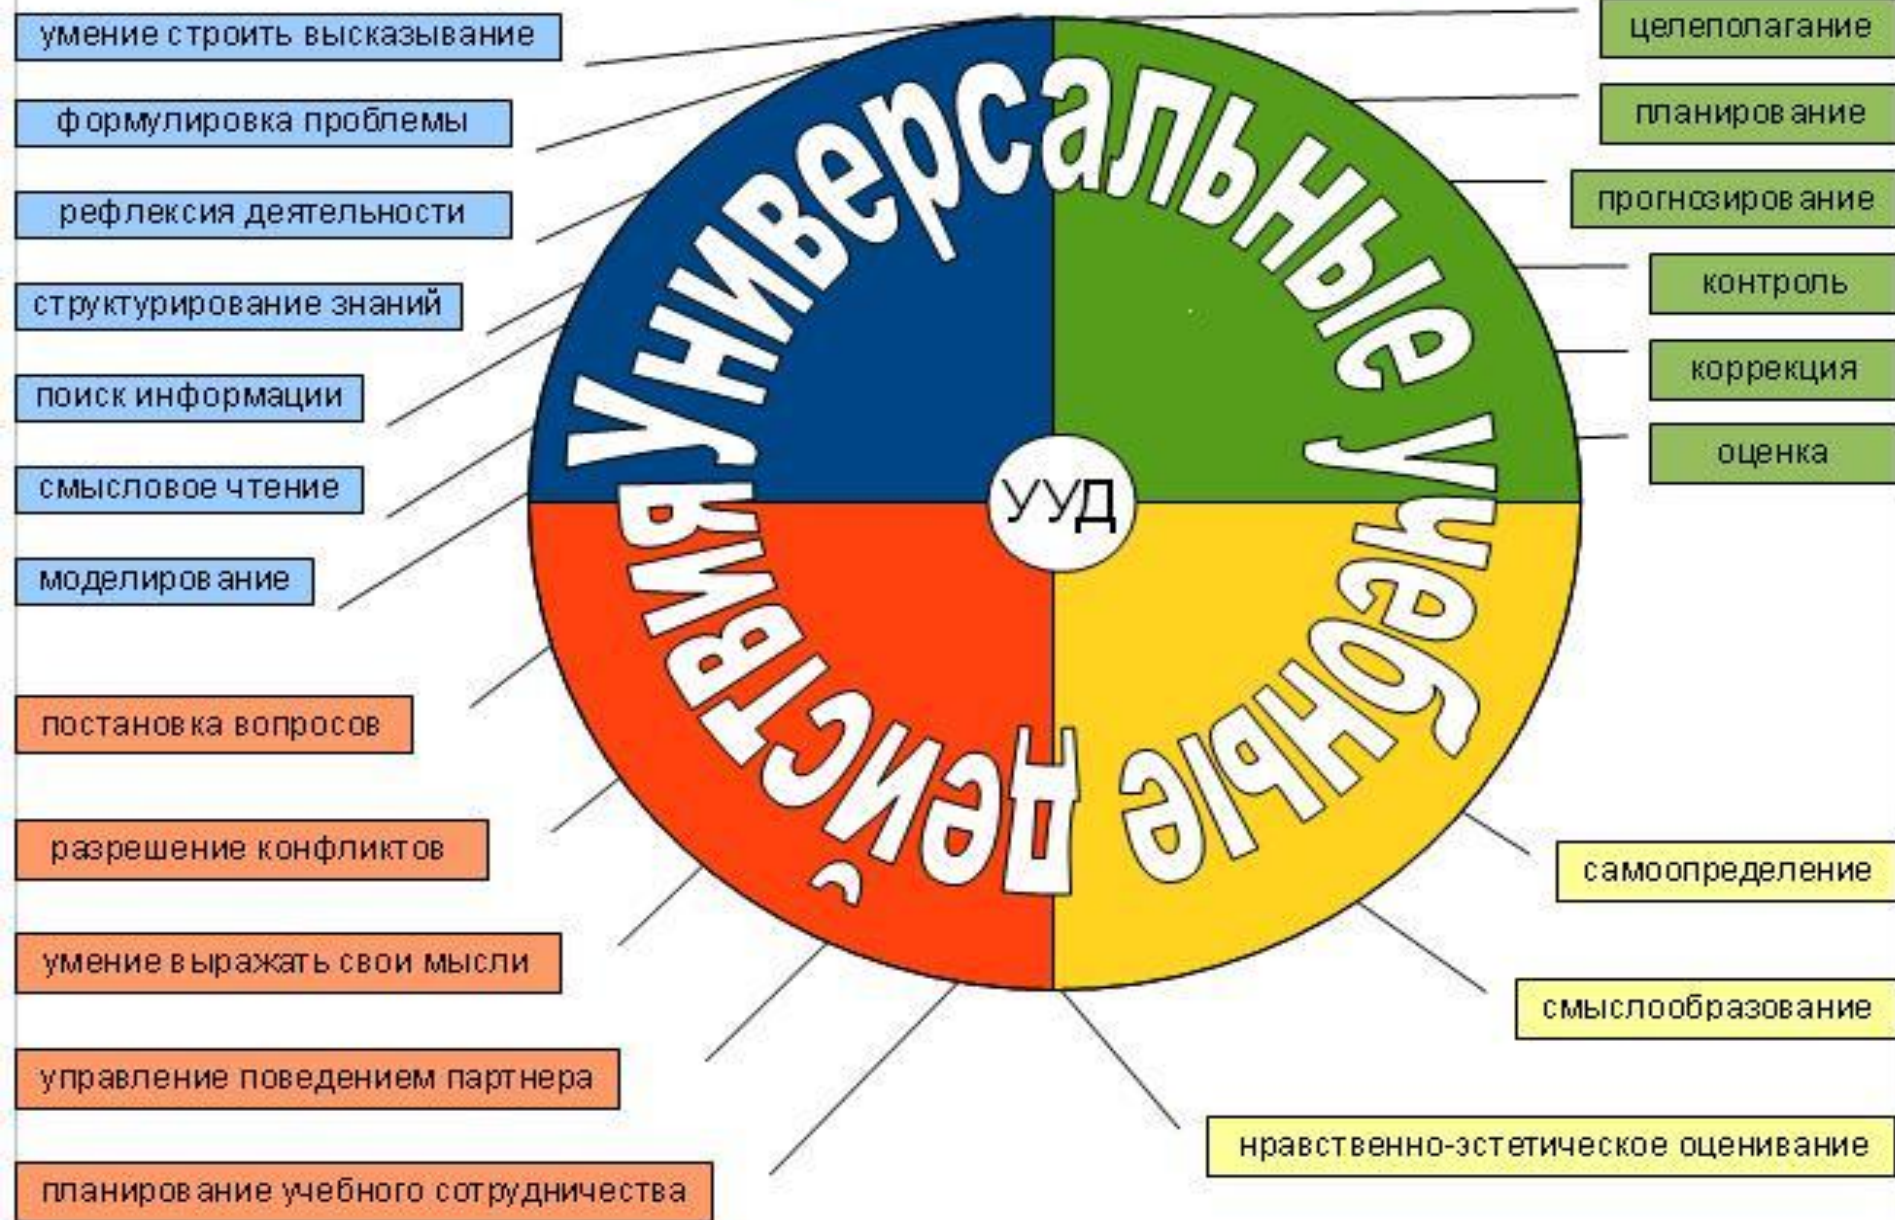 умение строить высказывание
формулировка проблемы
рефлексия деятельности
структурирование знаний
поиск информации
смысловое чтение
моделирование
постановка вопросов
разрешение конфликтов
умение выражать свои мысли
управление поведением партнера
планирование учебного сотрудничества
Универсальные учебные действия
УУД
целеполагание
планирование
прогнозирование
контроль
коррекция
оценка
самоопределение
смыслообразование
нравственно-эстетическое оценивание